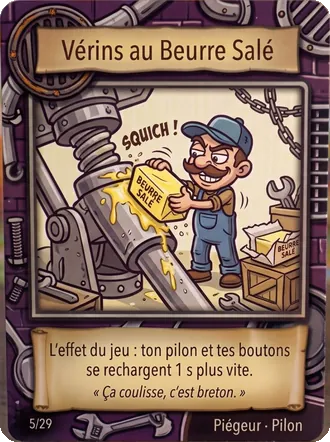 Vérins au Beurre Salé
SQUICH !
BEURRE
SALÉ
BEURRE
SALÉ
L'effet du jeu : ton pilon et tes boutons
se rechargent 1 s plus vite.
« Ça coulisse, c'est breton. »
5/29
Piégeur · Pilon